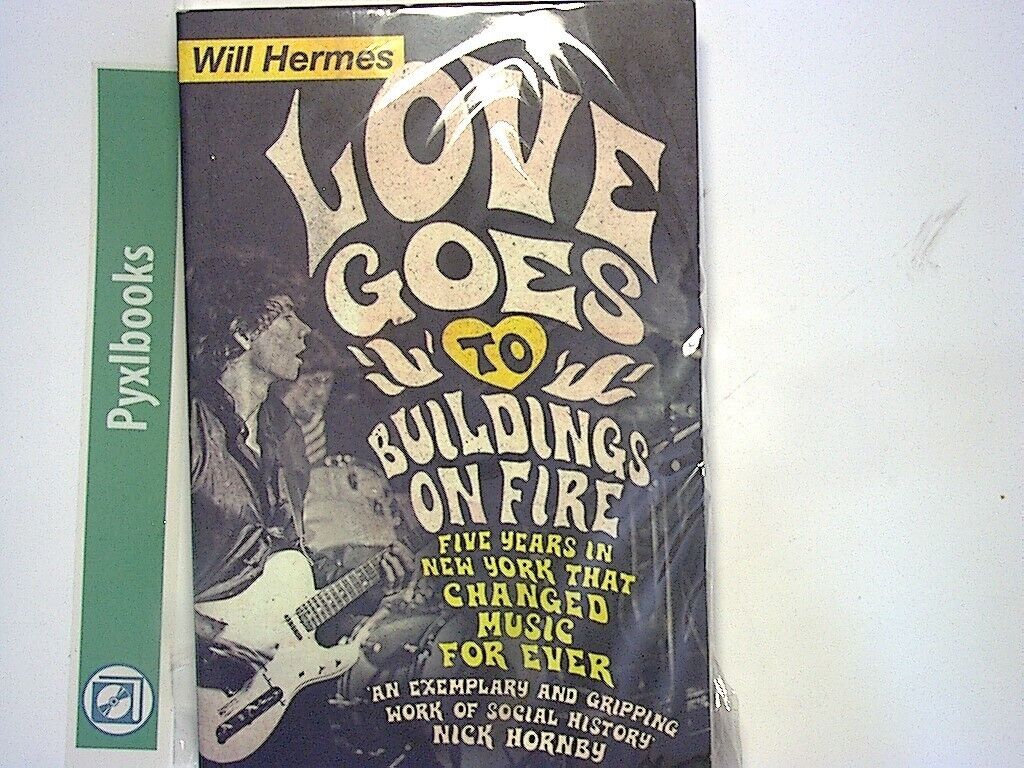 Pyxlbooks
Will Hermes
LOVE
GOES
TO
BUILDINGS
ON FIRE
FIVE YEARS IN
NEW YORK THAT
CHANGED
MUSIC
FOR EVER
'AN EXEMPLARY AND GRIPPING
WORK OF SOCIAL HISTORY'
NICK HORNBY